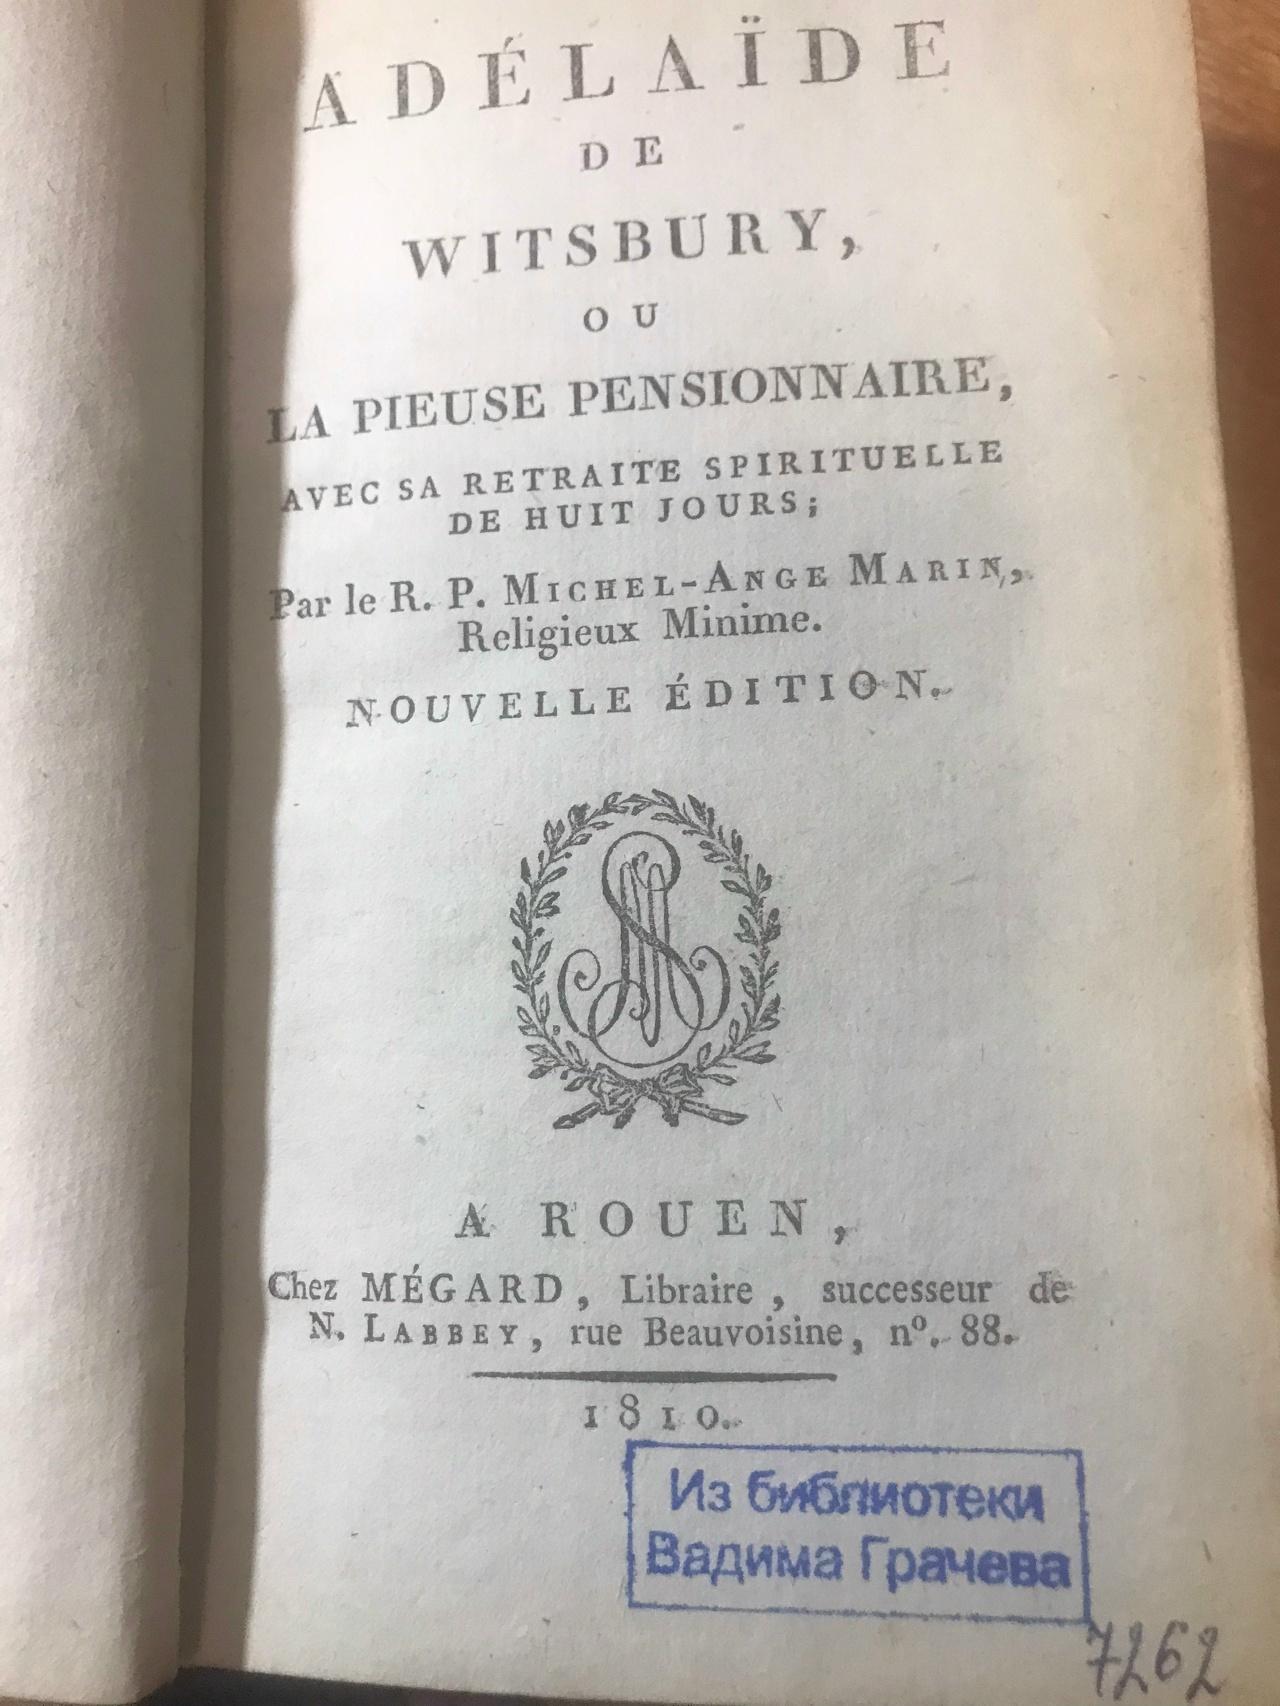 ADÉLAÏDE
DE
WITSBURY,
OU
LA PIEUSE PENSIONNAIRE,
AVEC SA RETRAITE SPIRITUELLE
DE HUIT JOURS;
Par le R. P. MICHEL-ANGE MARIN,
Religieux Minime.
NOUVELLE ÉDITION.
A ROUEN,
Chez MÉGARD, Libraire, successeur de
N. LABBEY, rue Beauvoisine, nº. 88.
1810.
Из библиотеки
Вадима Грачева
7262